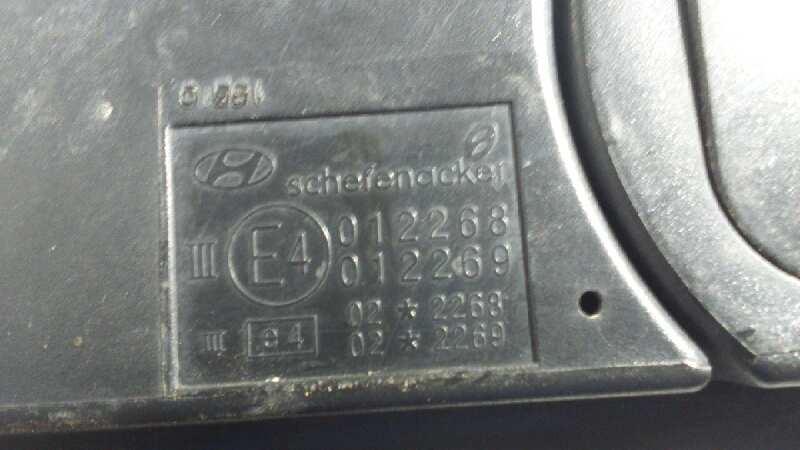 schefenacker
III E4 012268
012269
02 * 2268
III e4 02 * 2269